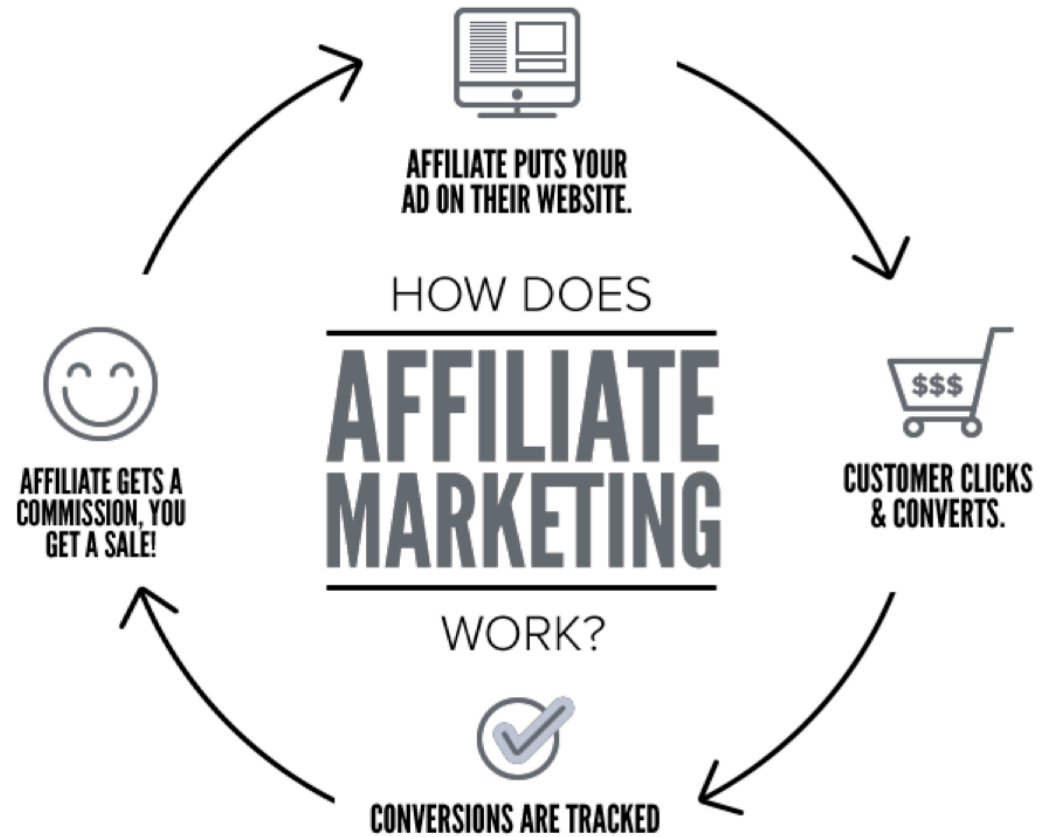 AFFILIATE PUTS YOUR
AD ON THEIR WEBSITE.
HOW DOES
AFFILIATE
MARKETING
WORK?
$$$
CUSTOMER CLICKS
& CONVERTS.
CONVERSIONS ARE TRACKED
AFFILIATE GETS A
COMMISSION, YOU
GET A SALE!